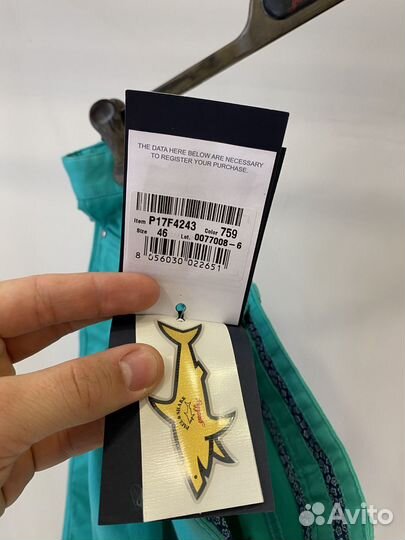 THE DATA HERE BELOW ARE NECESSARY
TO REGISTER YOUR PURCHASE.
Item P17F4243 Color 759
Size 46 Lot. 0077008-6
8 056030 022651
PAUL & SHARK
Avito